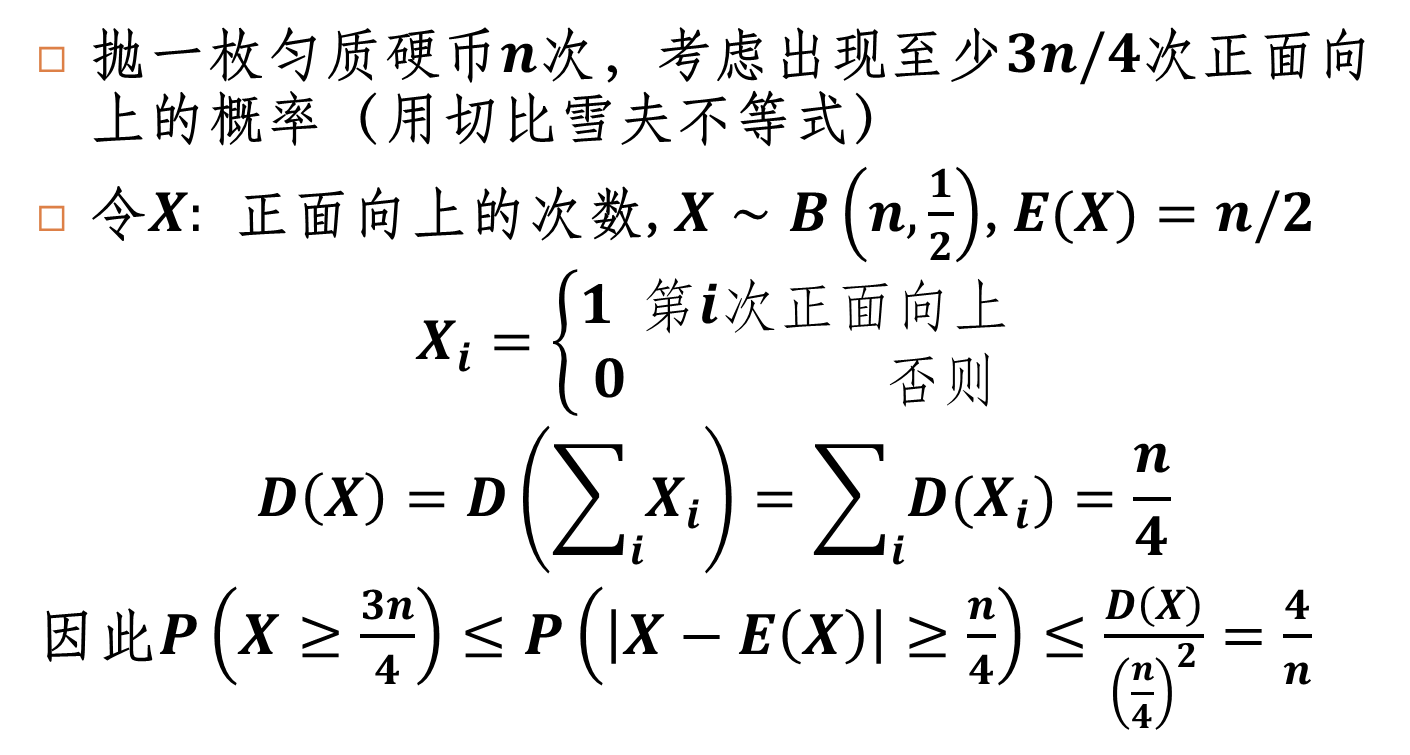 □ 抛一枚匀质硬币n次，考虑出现至少3n/4次正面向
上的概率（用切比雪夫不等式）
□ 令X: 正面向上的次数, X ~ B(n, 1/2), E(X) = n/2
X_i = { 1 第i次正面向上
0 否则
D(X) = D(∑_i X_i) = ∑_i D(X_i) = n/4
因此P(X ≥ 3n/4) ≤ P(|X − E(X)| ≥ n/4) ≤ D(X)/(n/4)^2 = 4/n